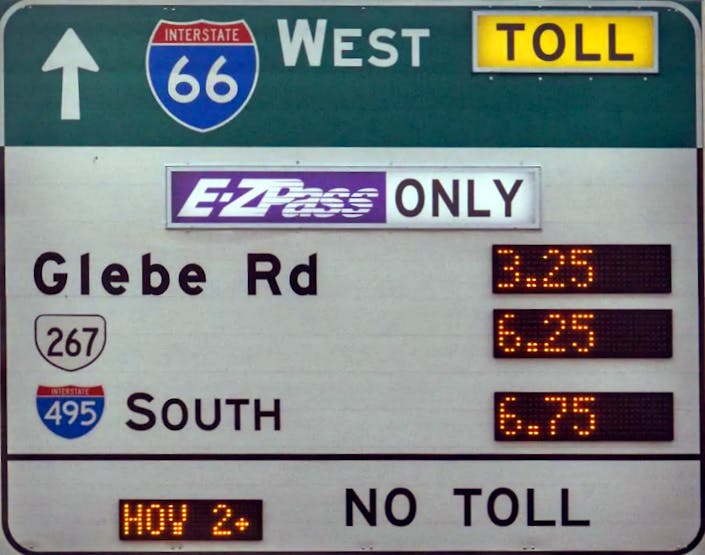 INTERSTATE
66
WEST
TOLL
E-ZPass ONLY
Glebe Rd 3.25
267 6.25
INTERSTATE
495 SOUTH 6.75
HOV 2+ NO TOLL